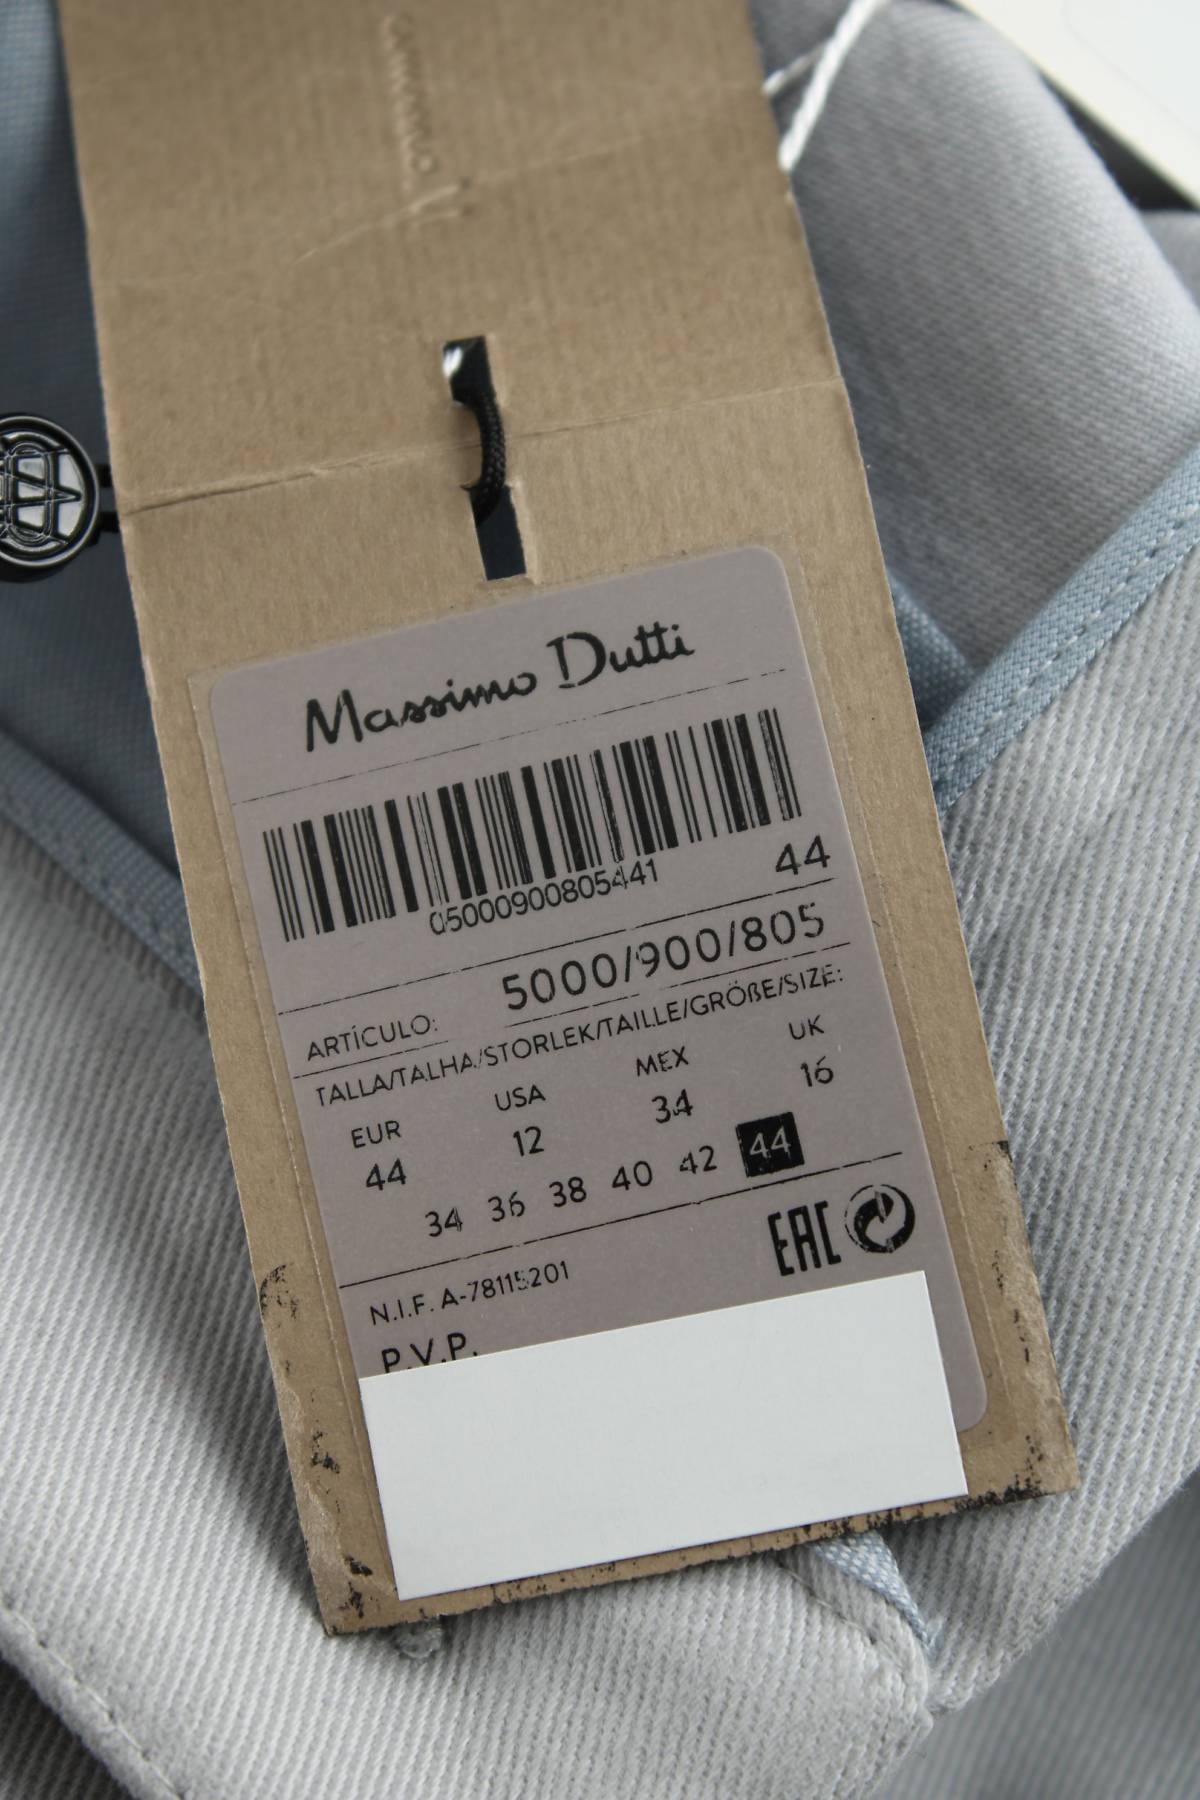 Massimo Dutti
05000900805441
44
5000/900/805
ARTÍCULO:
TALLA/TALHA/STORLEK/TAILLE/GRÖßE/SIZE:
EUR USA MEX UK
44 12 34 16
34 36 38 40 42 44
EAC
N.I.F. A-78115201
P.V.P.